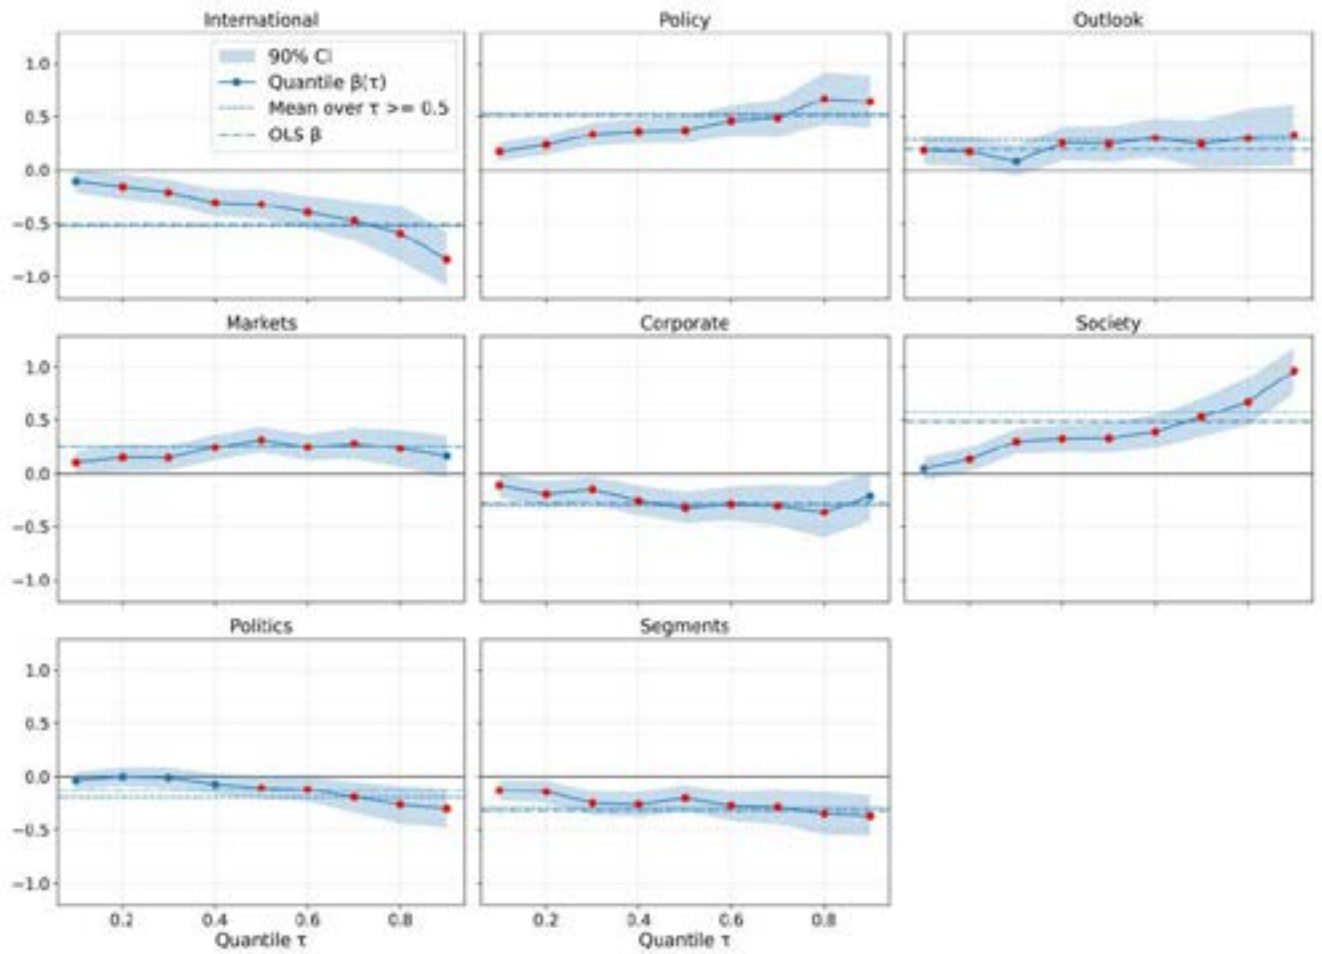 International
Policy
Outlook
90% CI
Quantile β(τ)
Mean over τ >= 0.5
OLS β
1.0
0.5
0.0
−0.5
−1.0
Markets
Corporate
Society
1.0
0.5
0.0
−0.5
−1.0
Politics
Segments
1.0
0.5
0.0
−0.5
−1.0
0.2 0.4 0.6 0.8
0.2 0.4 0.6 0.8
Quantile τ
Quantile τ